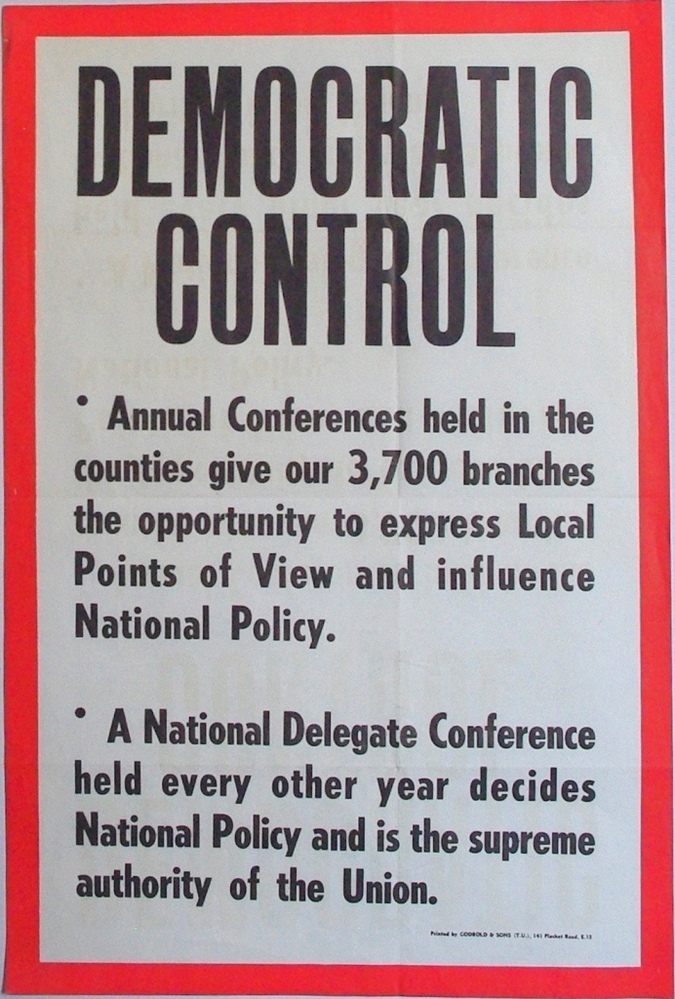 DEMOCRATIC
CONTROL
• Annual Conferences held in the
counties give our 3,700 branches
the opportunity to express Local
Points of View and influence
National Policy.
• A National Delegate Conference
held every other year decides
National Policy and is the supreme
authority of the Union.
Printed by GODBOLD & SONS (T.U.), 141 Plashet Road, E.13